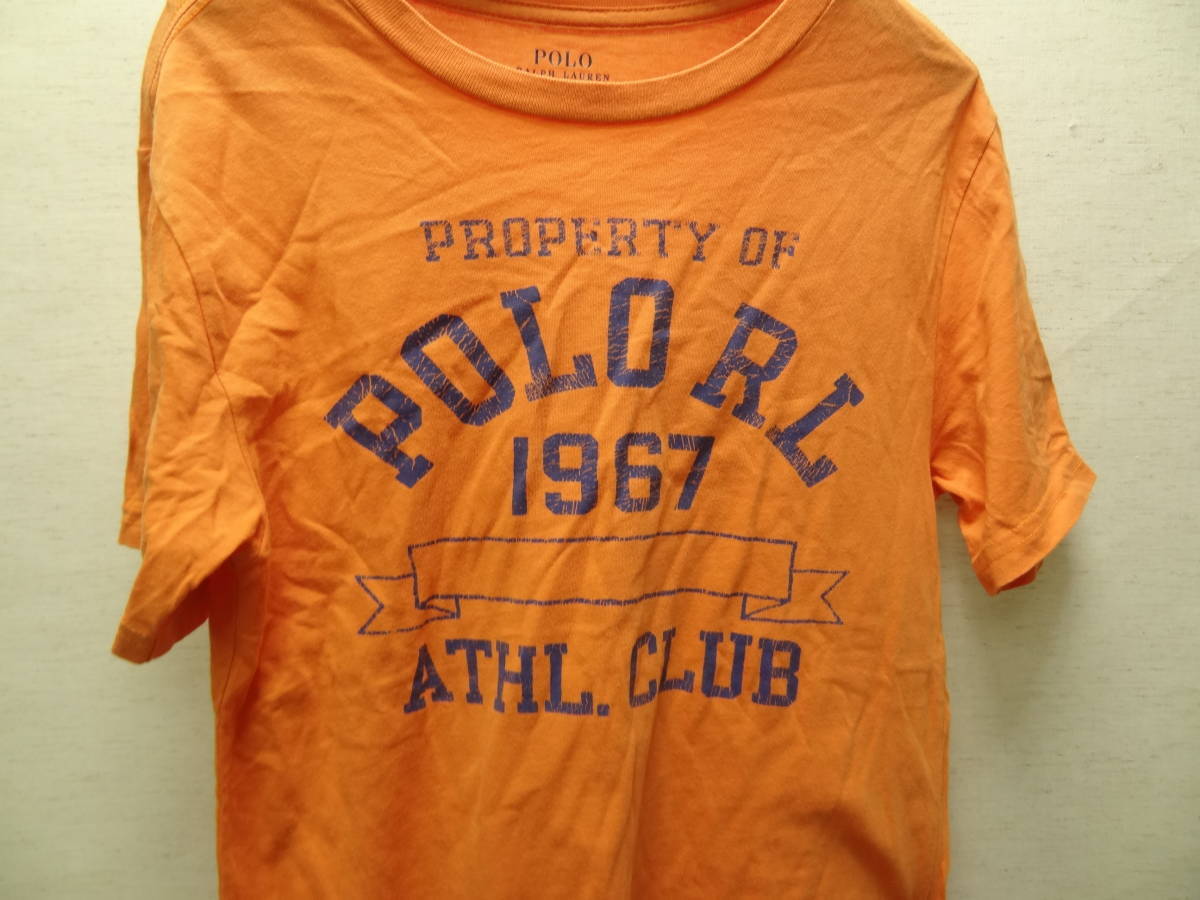 POLO
RALPH LAUREN
PROPERTY OF
POLO RL
1967
ATHL. CLUB